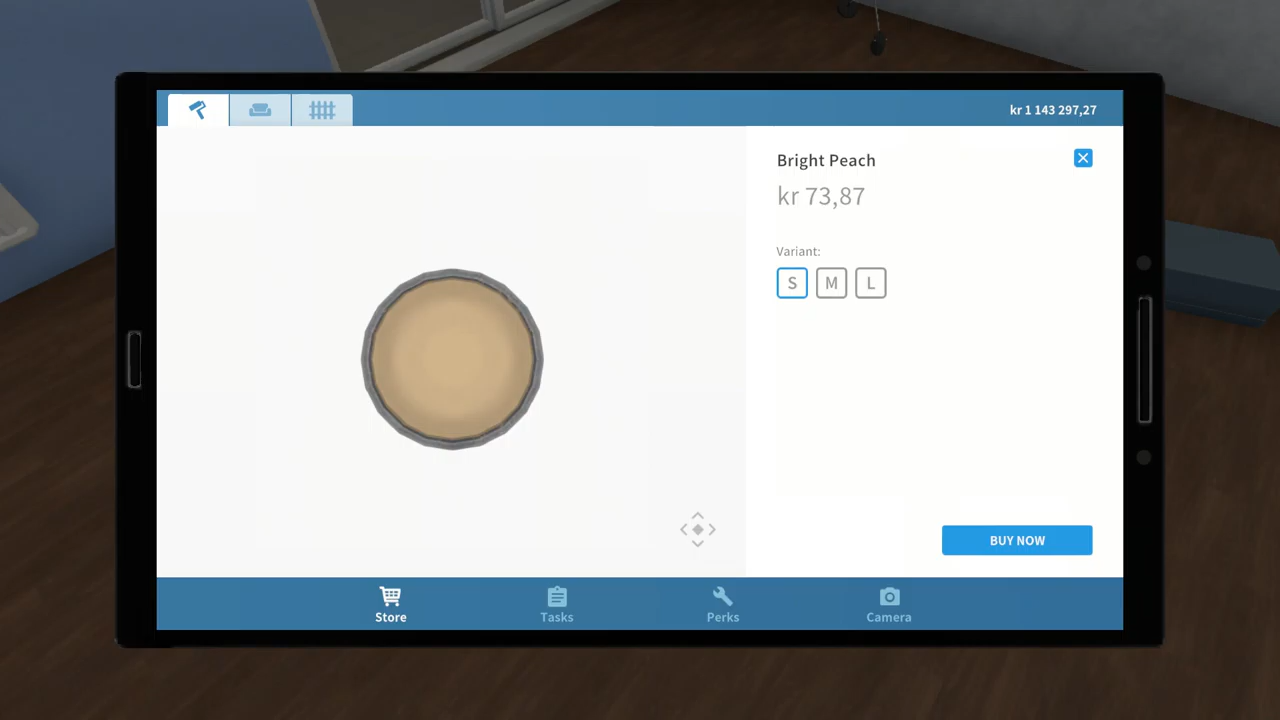 kr 1 143 297,27
Bright Peach
kr 73,87
Variant:
S M L
BUY NOW
Store Tasks Perks Camera